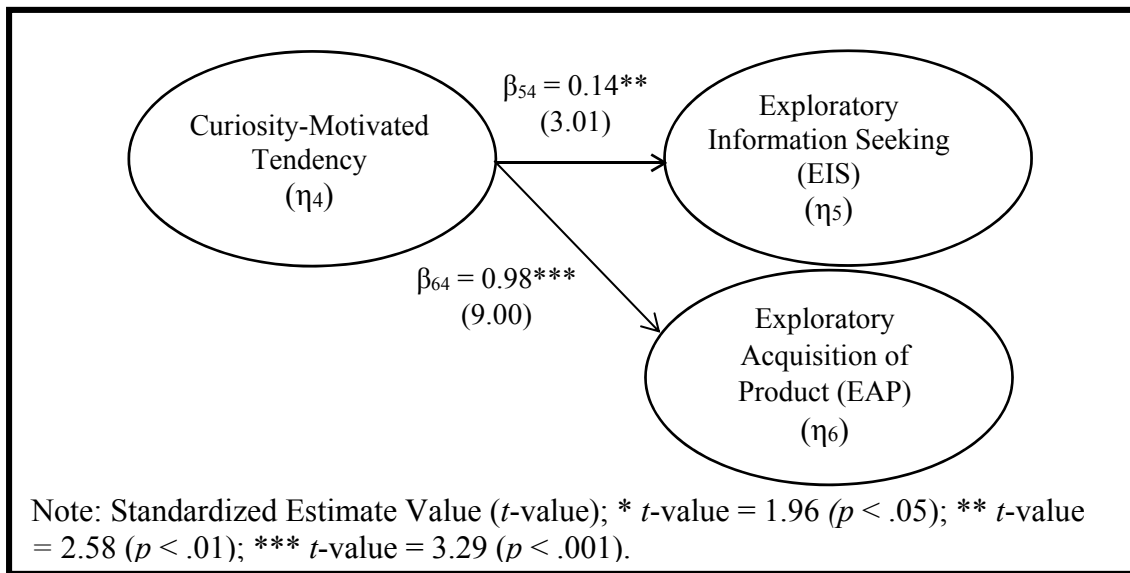 Curiosity-Motivated
Tendency
(η4)
β54 = 0.14**
(3.01)
Exploratory
Information Seeking
(EIS)
(η5)
β64 = 0.98***
(9.00)
Exploratory
Acquisition of
Product (EAP)
(η6)
Note: Standardized Estimate Value (t-value); * t-value = 1.96 (p < .05); ** t-value
= 2.58 (p < .01); *** t-value = 3.29 (p < .001).